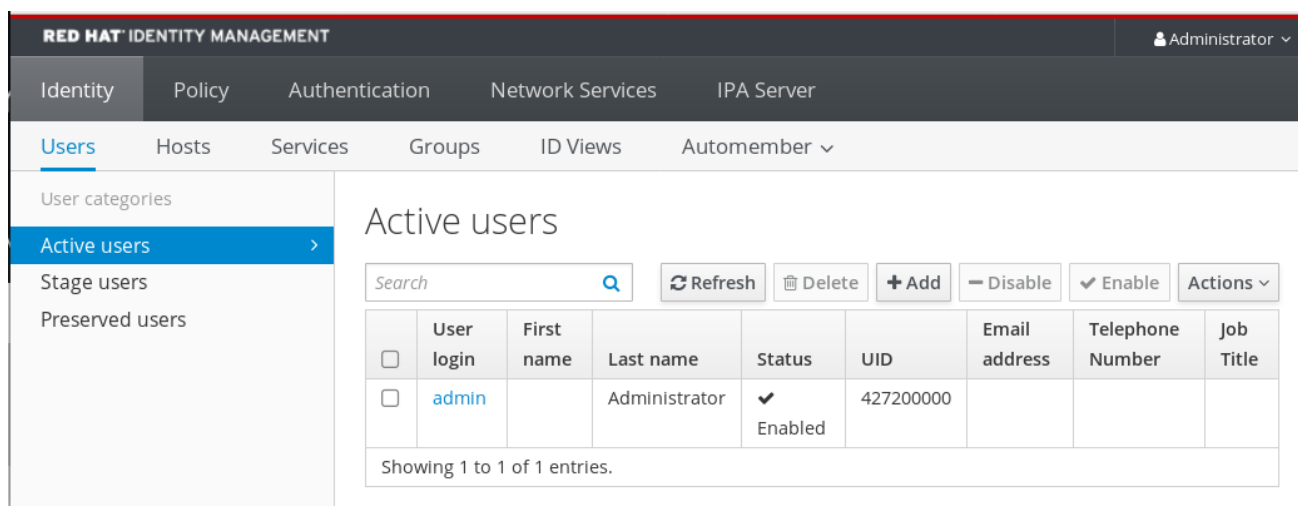 RED HAT® IDENTITY MANAGEMENT
Administrator
Identity Policy Authentication Network Services IPA Server
Users Hosts Services Groups ID Views Automember
User categories
Active users
Stage users
Preserved users
Active users
Search Refresh Delete Add Disable Enable Actions
User login First name Last name Status UID Email address Telephone Number Job Title
admin Administrator Enabled 427200000
Showing 1 to 1 of 1 entries.